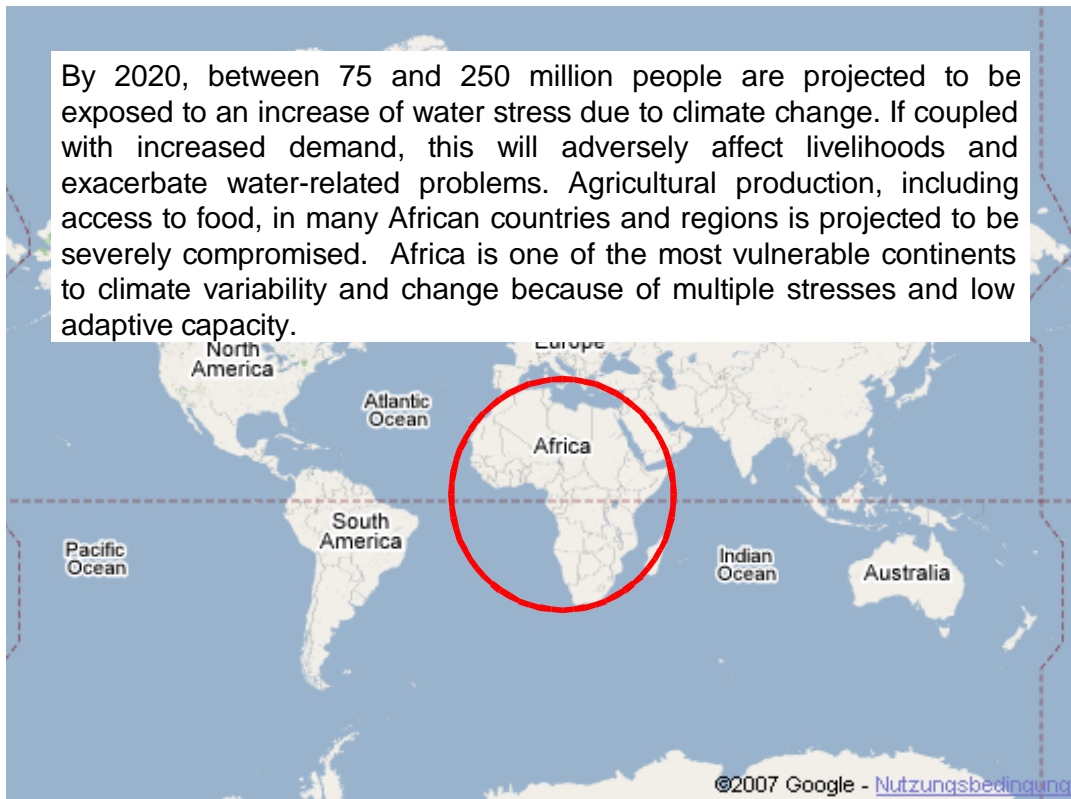 By 2020, between 75 and 250 million people are projected to be
exposed to an increase of water stress due to climate change. If coupled
with increased demand, this will adversely affect livelihoods and
exacerbate water-related problems. Agricultural production, including
access to food, in many African countries and regions is projected to be
severely compromised.  Africa is one of the most vulnerable continents
to climate variability and change because of multiple stresses and low
adaptive capacity.
North
America
Europe
Atlantic
Ocean
Africa
South
America
Pacific
Ocean
Indian
Ocean
Australia
©2007 Google - Nutzungsbedingung